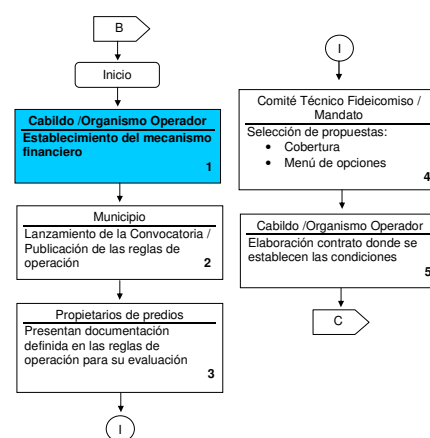 B
Inicio
Cabildo /Organismo Operador
Establecimiento del mecanismo
financiero
1
Municipio
Lanzamiento de la Convocatoria /
Publicación de las reglas de
operación
2
Propietarios de predios
Presentan documentación
definida en las reglas de
operación para su evaluación
3
I
I
Comité Técnico Fideicomiso /
Mandato
Selección de propuestas:
• Cobertura
• Menú de opciones
4
Cabildo /Organismo Operador
Elaboración contrato donde se
establecen las condiciones
5
C